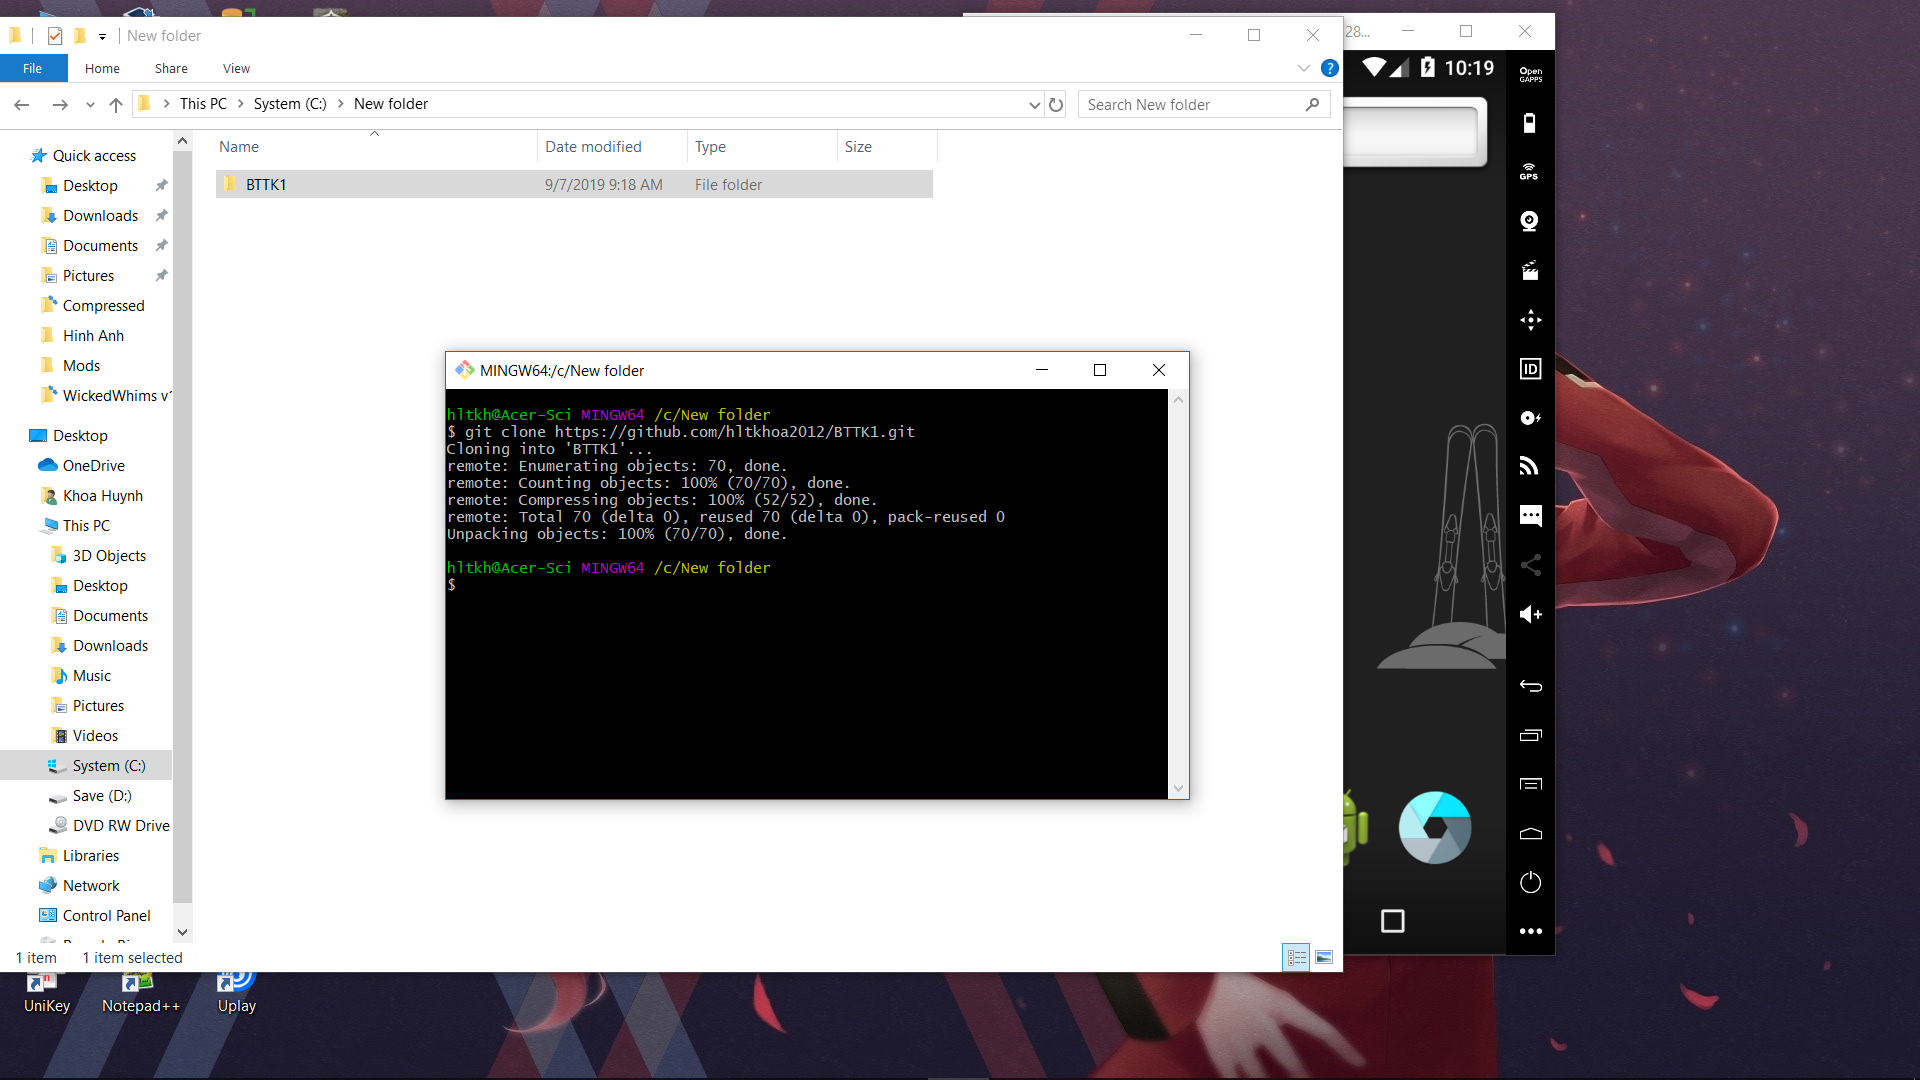 New folder
File
Home
Share
View
This PC
System (C:)
New folder
Search New folder
Quick access
Desktop
Downloads
Documents
Pictures
Compressed
Hinh Anh
Mods
WickedWhims
Desktop
OneDrive
Khoa Huynh
This PC
3D Objects
Desktop
Documents
Downloads
Music
Pictures
Videos
System (C:)
Save (D:)
DVD RW Drive
Libraries
Network
Control Panel
Name
Date modified
Type
Size
BTTK1
9/7/2019 9:18 AM
File folder
1 item
1 item selected
MINGW64:/c/New folder
hltkh@Acer-Sci MINGW64 /c/New folder
$ git clone https://github.com/hltkhoa2012/BTTK1.git
Cloning into 'BTTK1'...
remote: Enumerating objects: 70, done.
remote: Counting objects: 100% (70/70), done.
remote: Compressing objects: 100% (52/52), done.
remote: Total 70 (delta 0), reused 70 (delta 0), pack-reused 0
Unpacking objects: 100% (70/70), done.
hltkh@Acer-Sci MINGW64 /c/New folder
$
28...
10:19
Open
GAPPS
GPS
ID
UniKey
Notepad++
Uplay